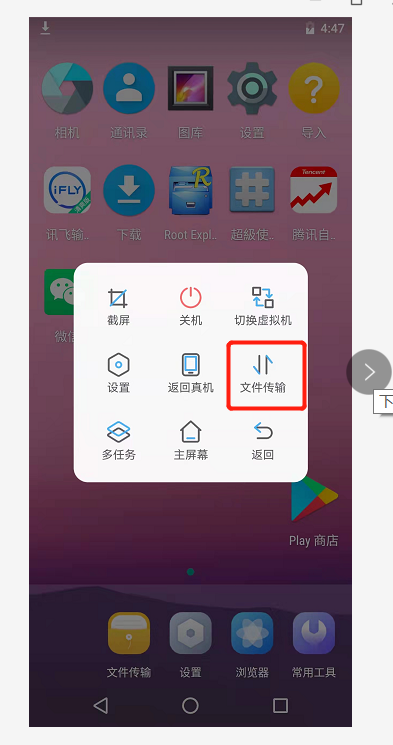 4:47
相机
通讯录
图库
设置
导入
iFLY
Tencent
讯飞输..
下载
Root Expl..
超級使..
腾讯自..
截屏
关机
切换虚拟机
设置
返回真机
文件传输
多任务
主屏幕
返回
Play 商店
文件传输
设置
浏览器
常用工具
下